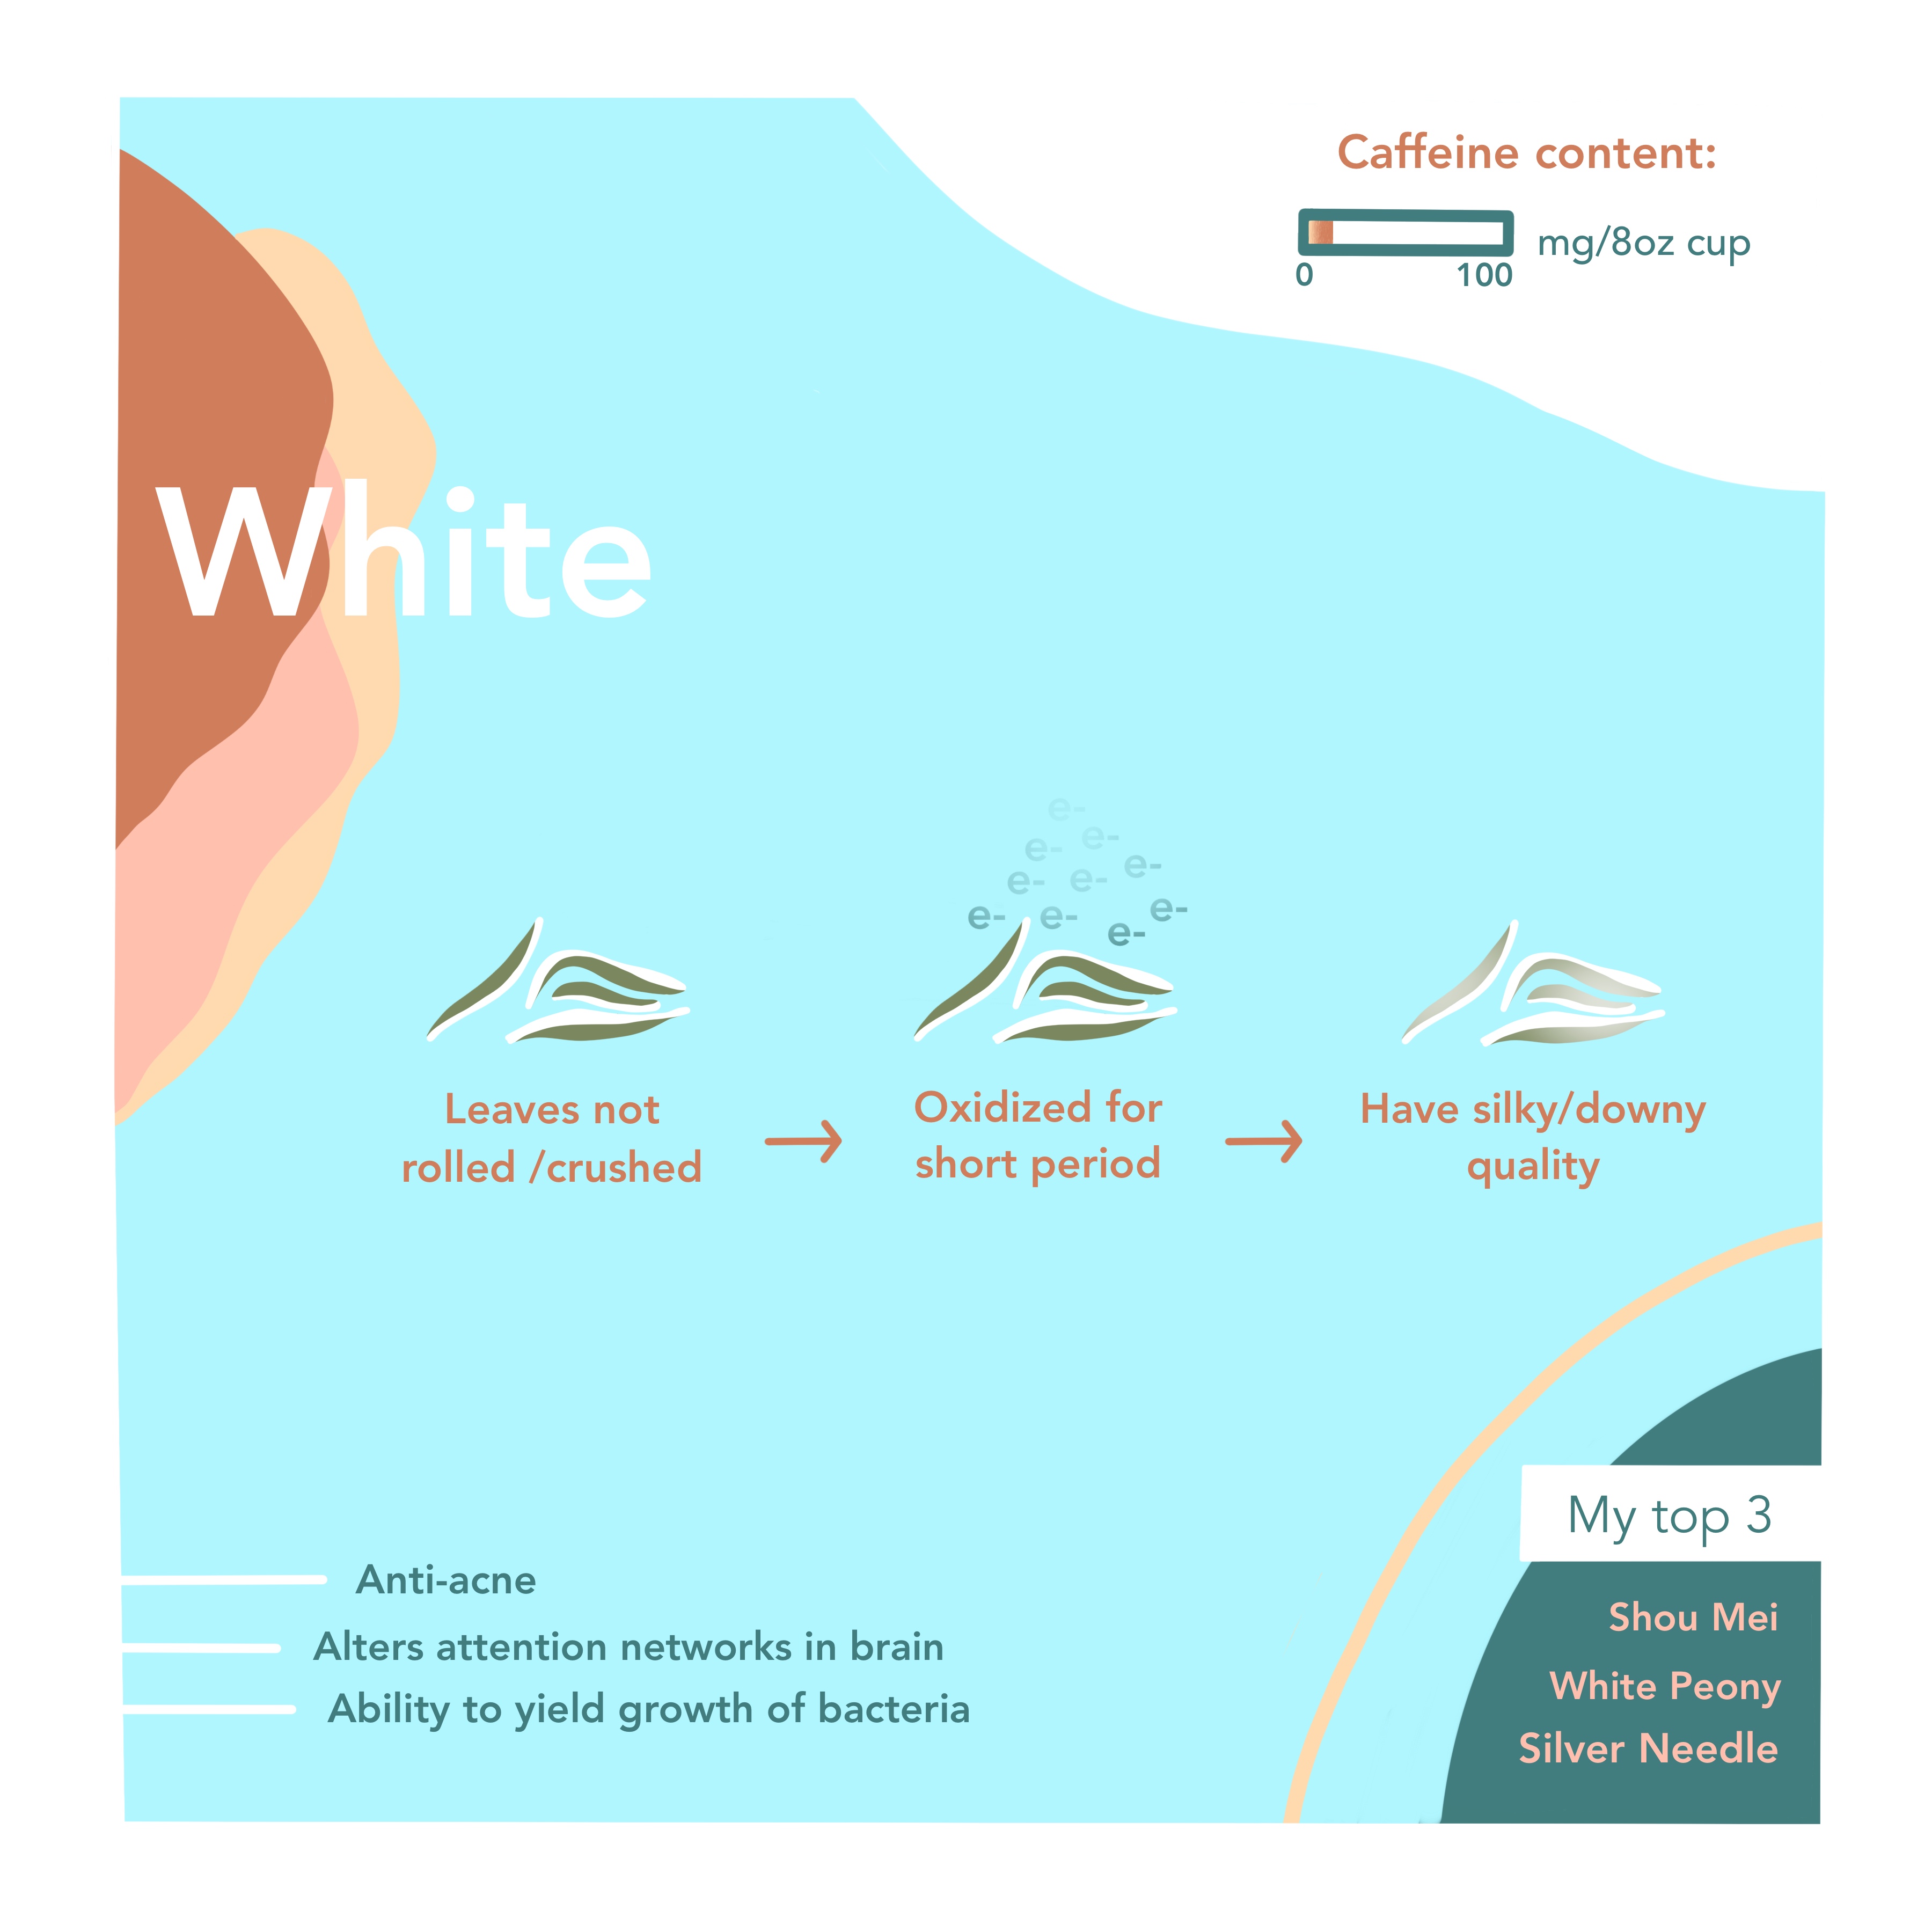 Caffeine content:
mg/8oz cup
0 100
White
e-
e- e-
e- e- e-
e- e- e- e-
Leaves not
rolled /crushed
Oxidized for
short period
Have silky/downy
quality
Anti-acne
Alters attention networks in brain
Ability to yield growth of bacteria
My top 3
Shou Mei
White Peony
Silver Needle